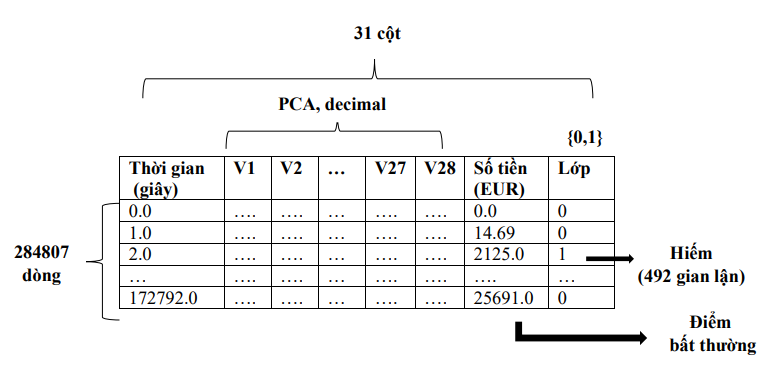 31 cột
PCA, decimal
{0,1}
Thời gian (giây) V1 V2 … V27 V28 Số tiền (EUR) Lớp
0.0 …. …. …. …. …. 0.0 0
1.0 …. …. …. …. …. 14.69 0
2.0 …. …. …. …. …. 2125.0 1
… …. …. …. …. …. …. …
172792.0 …. …. …. …. …. 25691.0 0
284807
dòng
Hiếm
(492 gian lận)
Điểm
bất thường